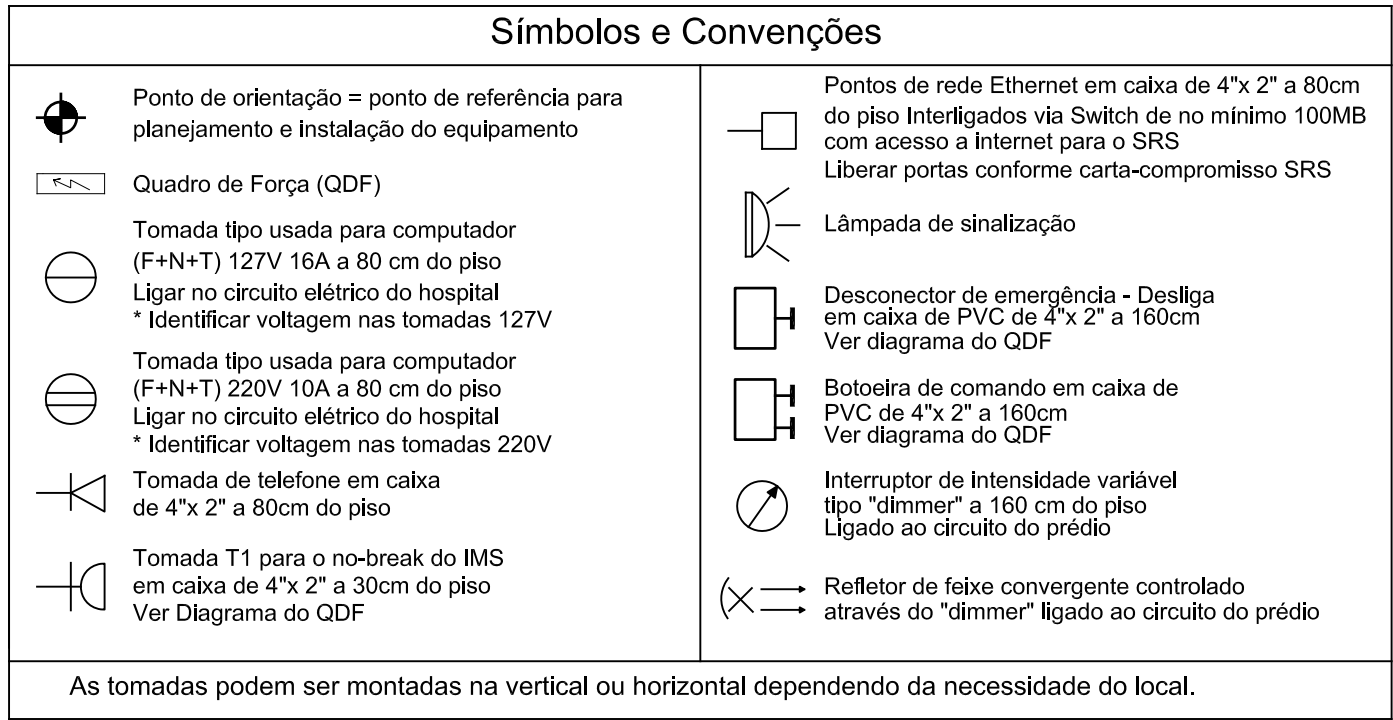 Símbolos e Convenções
Ponto de orientação = ponto de referência para
planejamento e instalação do equipamento
Quadro de Força (QDF)
Tomada tipo usada para computador
(F+N+T) 127V 16A a 80 cm do piso
Ligar no circuito elétrico do hospital
* Identificar voltagem nas tomadas 127V
Tomada tipo usada para computador
(F+N+T) 220V 10A a 80 cm do piso
Ligar no circuito elétrico do hospital
* Identificar voltagem nas tomadas 220V
Tomada de telefone em caixa
de 4"x 2" a 80cm do piso
Tomada T1 para o no-break do IMS
em caixa de 4"x 2" a 30cm do piso
Ver Diagrama do QDF
Pontos de rede Ethernet em caixa de 4"x 2" a 80cm
do piso Interligados via Switch de no mínimo 100MB
com acesso a internet para o SRS
Liberar portas conforme carta-compromisso SRS
Lâmpada de sinalização
Desconector de emergência - Desliga
em caixa de PVC de 4"x 2" a 160cm
Ver diagrama do QDF
Botoeira de comando em caixa de
PVC de 4"x 2" a 160cm
Ver diagrama do QDF
Interruptor de intensidade variável
tipo "dimmer" a 160 cm do piso
Ligado ao circuito do prédio
Refletor de feixe convergente controlado
através do "dimmer" ligado ao circuito do prédio
As tomadas podem ser montadas na vertical ou horizontal dependendo da necessidade do local.